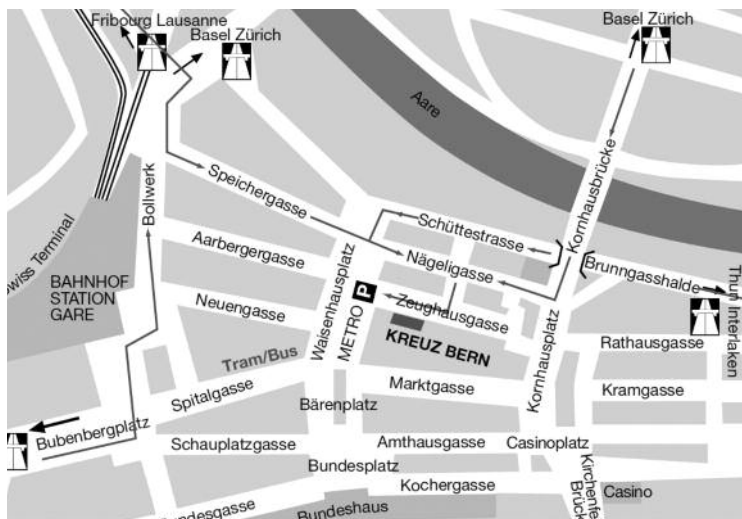 Fribourg Lausanne
Basel Zürich
Basel Zürich
Aare
Kornhausbrücke
Speichergasse
Bollwerk
Schüttestrasse
Swiss Terminal
Aarbergergasse
Waisenhausplatz
Nägeligasse
Brunngasshalde
Thun Interlaken
BAHNHOF
STATION
GARE
Neuengasse
METRO P
Zeughausgasse
KREUZ BERN
Kornhausplatz
Rathausgasse
Tram/Bus
Spitalgasse
Marktgasse
Kramgasse
Bärenplatz
Bubenbergplatz
Schauplatzgasse
Amthausgasse
Casinoplatz
Bundesplatz
Kochergasse
Casino
Bundeshaus